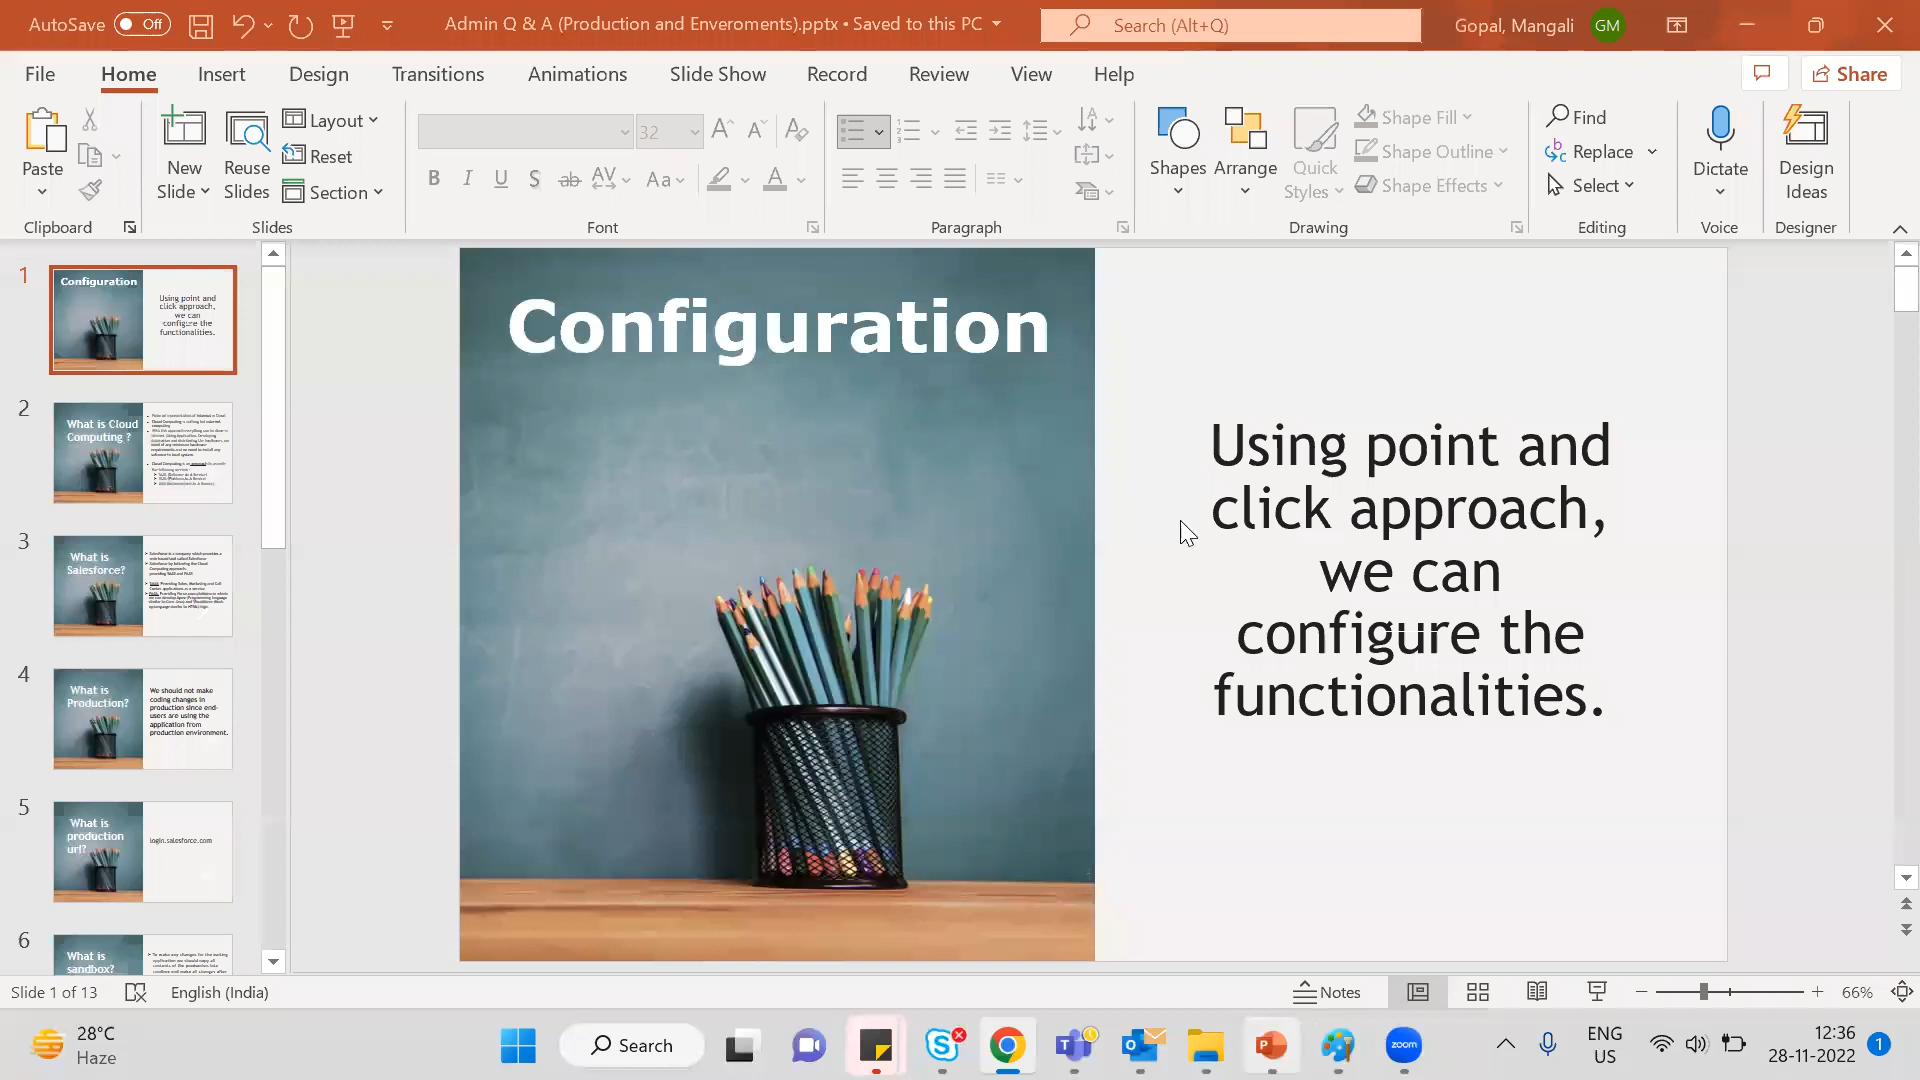 AutoSave Off
Admin Q & A (Production and Enveroments).pptx • Saved to this PC
Search (Alt+Q)
Gopal, Mangali GM
File Home Insert Design Transitions Animations Slide Show Record Review View Help
Share
Paste
Clipboard
New Slide
Reuse Slides
Layout
Reset
Section
Slides
32
B I U S ab AV Aa A
Font
Paragraph
Shapes
Arrange
Quick Styles
Shape Fill
Shape Outline
Shape Effects
Drawing
Find
Replace
Select
Editing
Dictate
Voice
Design Ideas
Designer
1
Configuration
Using point and
click approach,
we can
configure the
functionalities.
2
What is Cloud
Computing ?
3
What is
Salesforce?
4
What is
Production?
We should not make
coding changes in
production since end-
users are using the
application from
production environment.
5
What is
production
url?
login.salesforce.com
6
What is
sandbox?
Configuration
Using point and
click approach,
we can
configure the
functionalities.
Slide 1 of 13
English (India)
Notes
66%
28°C
Haze
Search
zoom
ENG
US
12:36
28-11-2022
1